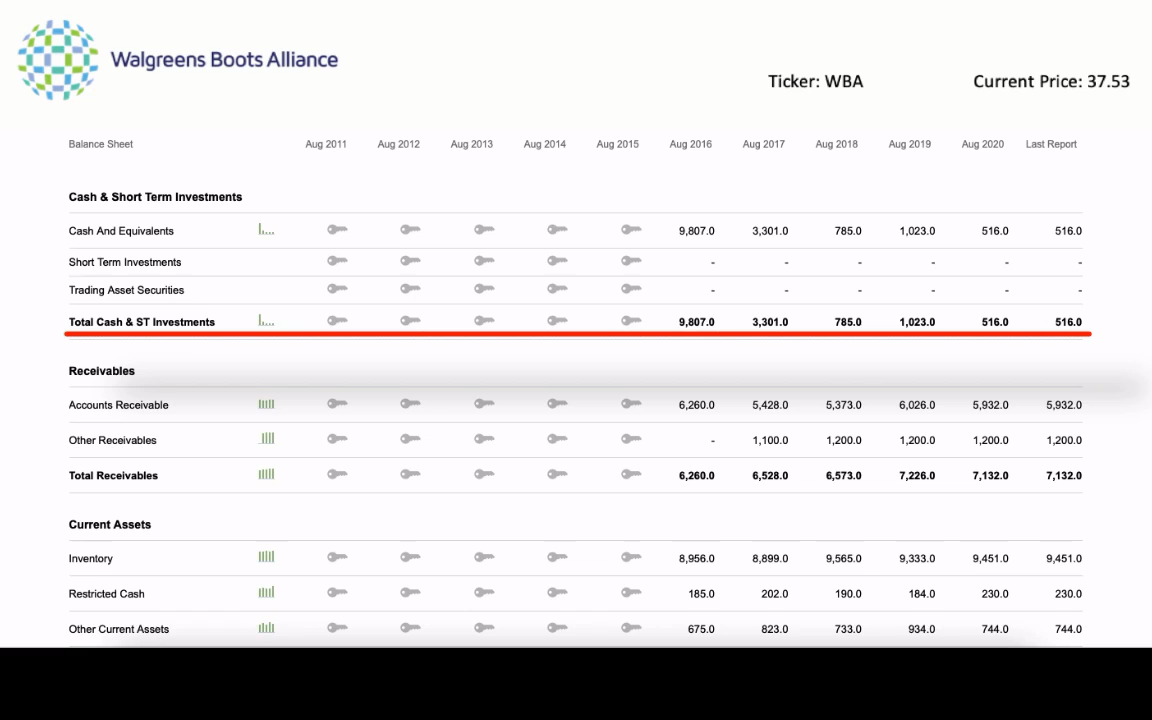 Walgreens Boots Alliance
Ticker: WBA Current Price: 37.53
Balance Sheet Aug 2011 Aug 2012 Aug 2013 Aug 2014 Aug 2015 Aug 2016 Aug 2017 Aug 2018 Aug 2019 Aug 2020 Last Report
Cash & Short Term Investments
Cash And Equivalents 9,807.0 3,301.0 785.0 1,023.0 516.0 516.0
Short Term Investments - - - - - -
Trading Asset Securities - - - - - -
Total Cash & ST Investments 9,807.0 3,301.0 785.0 1,023.0 516.0 516.0
Receivables
Accounts Receivable 6,260.0 5,428.0 5,373.0 6,026.0 5,932.0 5,932.0
Other Receivables - 1,100.0 1,200.0 1,200.0 1,200.0 1,200.0
Total Receivables 6,260.0 6,528.0 6,573.0 7,226.0 7,132.0 7,132.0
Current Assets
Inventory 8,956.0 8,899.0 9,565.0 9,333.0 9,451.0 9,451.0
Restricted Cash 185.0 202.0 190.0 184.0 230.0 230.0
Other Current Assets 675.0 823.0 733.0 934.0 744.0 744.0